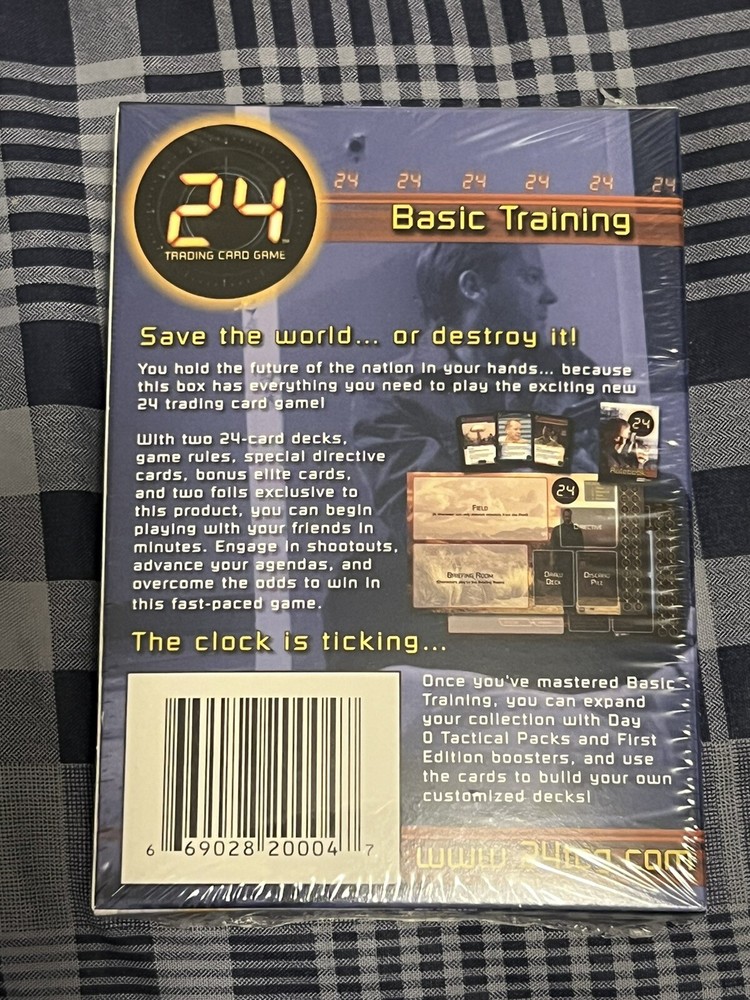 24
TRADING CARD GAME
24 24 24 24 24 24
Basic Training
Save the world... or destroy it!
You hold the future of the nation in your hands... because
this box has everything you need to play the exciting new
24 trading card game!
With two 24-card decks,
game rules, special directive
cards, bonus elite cards,
and two foils exclusive to
this product, you can begin
playing with your friends in
minutes. Engage in shootouts,
advance your agendas, and
overcome the odds to win in
this fast-paced game.
24
24
FIELD
DIRECTIVE
BRIEFING ROOM
DRAW
DECK
DISCARD
PILE
The clock is ticking...
Once you've mastered Basic
Training, you can expand
your collection with Day
0 Tactical Packs and First
Edition boosters, and use
the cards to build your own
customized decks!
6 69028 20004 7
www.24tcg.com